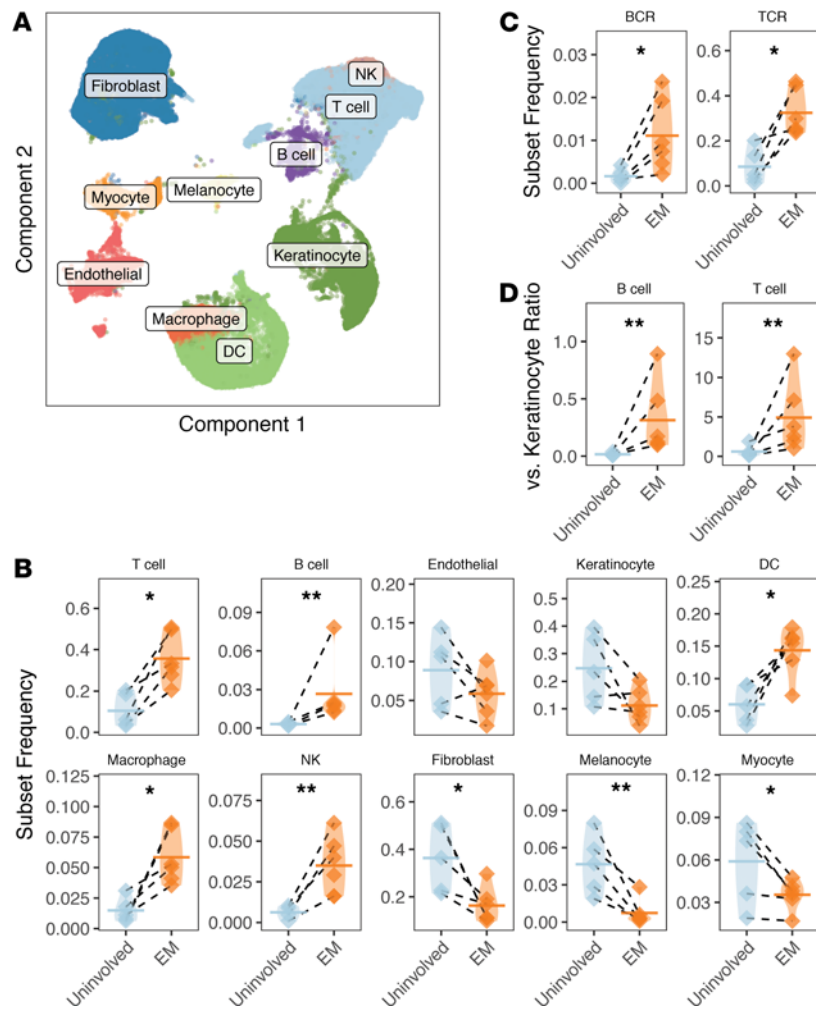 A
Fibroblast
NK
T cell
B cell
Myocyte
Melanocyte
Endothelial
Keratinocyte
Macrophage
DC
Component 2
Component 1
C
BCR
TCR
Subset Frequency
0.03
0.02
0.01
0.00
*
0.6
0.4
0.2
0.0
*
Uninvolved
EM
Uninvolved
EM
D
B cell
T cell
vs. Keratinocyte Ratio
1.0
0.5
0.0
**
15
10
5
0
**
Uninvolved
EM
Uninvolved
EM
B
Subset Frequency
T cell
B cell
Endothelial
Keratinocyte
DC
0.6
0.4
0.2
0.0
*
0.09
0.06
0.03
0.00
**
0.20
0.15
0.10
0.05
0.5
0.4
0.3
0.2
0.1
0.25
0.20
0.15
0.10
0.05
*
Macrophage
NK
Fibroblast
Melanocyte
Myocyte
0.125
0.100
0.075
0.050
0.025
0.000
*
0.075
0.050
0.025
0.000
**
0.6
0.4
0.2
*
0.09
0.06
0.03
0.00
**
0.12
0.09
0.06
0.03
*
Uninvolved
EM
Uninvolved
EM
Uninvolved
EM
Uninvolved
EM
Uninvolved
EM